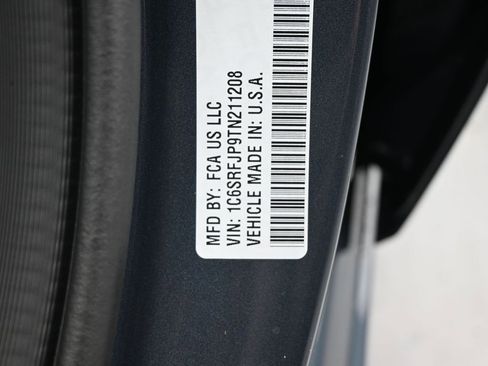 MFD BY: FCA US LLC
VIN: 1C6SRFJP9TN211208
VEHICLE MADE IN: U.S.A.